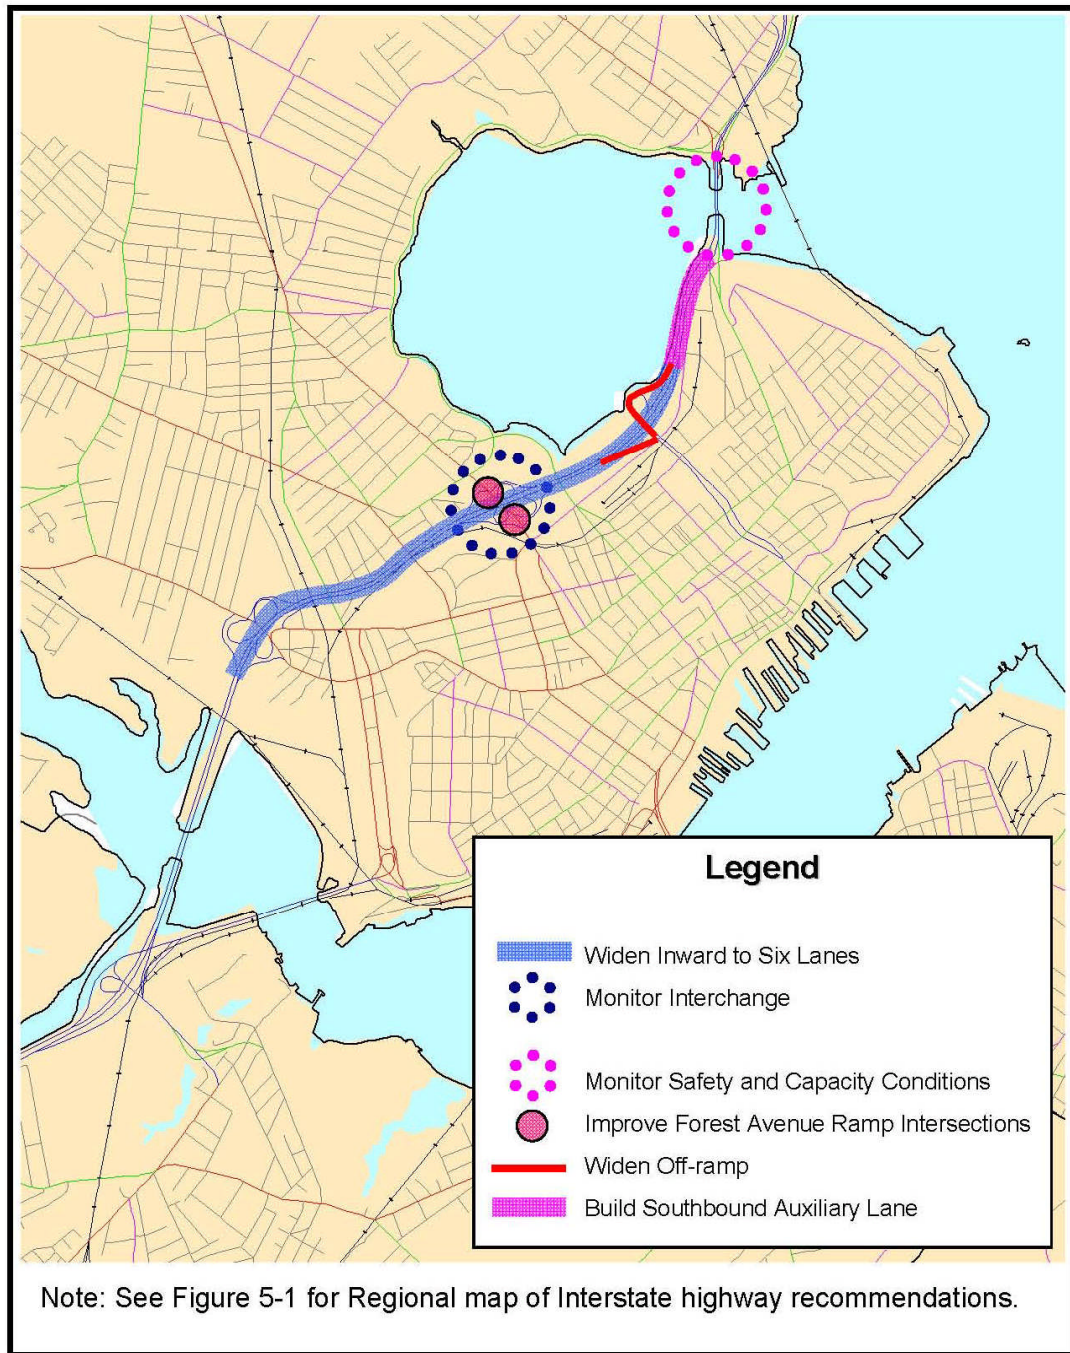 Legend
Widen Inward to Six Lanes
Monitor Interchange
Monitor Safety and Capacity Conditions
Improve Forest Avenue Ramp Intersections
Widen Off-ramp
Build Southbound Auxiliary Lane
Note: See Figure 5-1 for Regional map of Interstate highway recommendations.